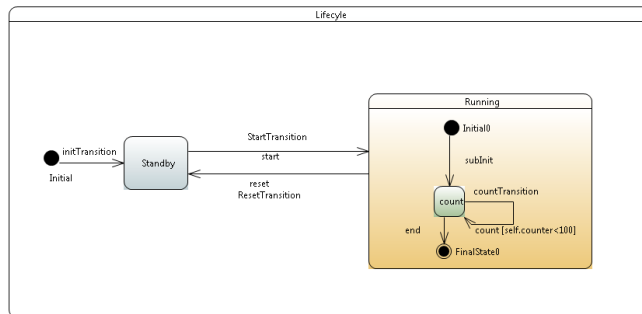 Lifecyle
Running
Initial0
StartTransition
initTransition
start
subInit
Standby
Initial
reset
ResetTransition
countTransition
count
count [self.counter<100]
end
FinalState0